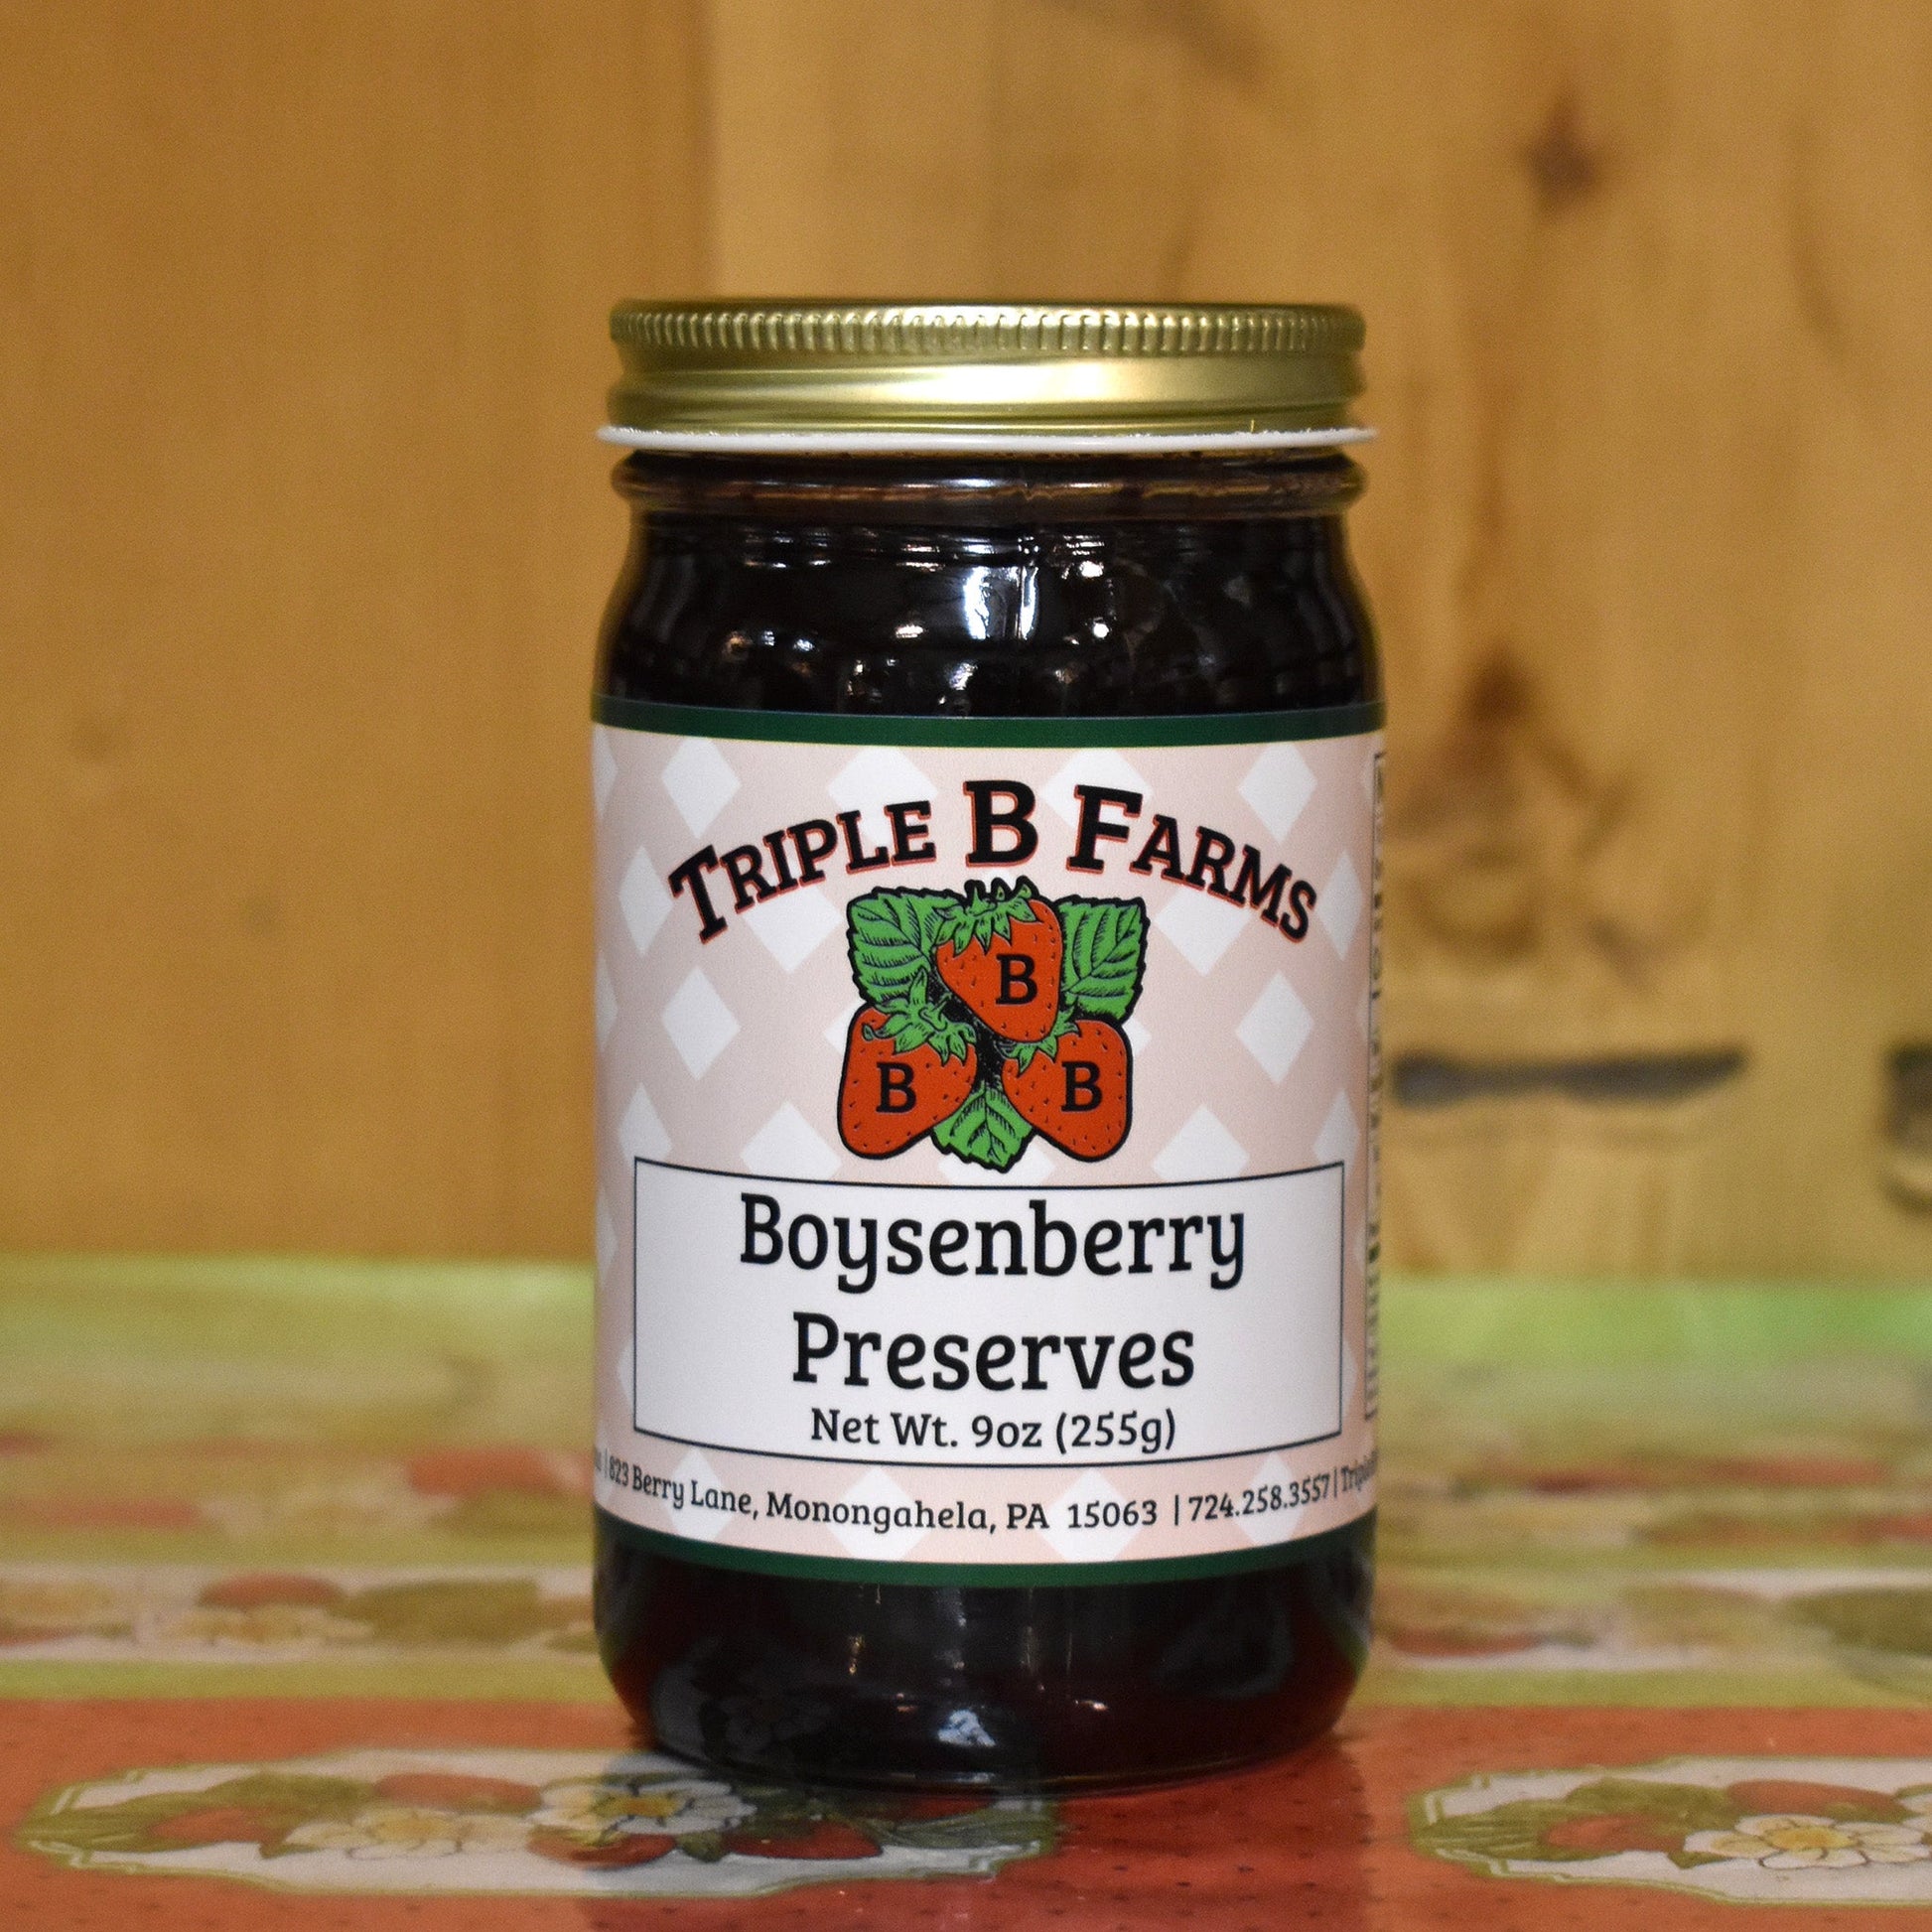 TRIPLE B FARMS
B
B B
Boysenberry
Preserves
Net Wt. 9oz (255g)
| 823 Berry Lane, Monongahela, PA 15063 | 724.258.3557 |